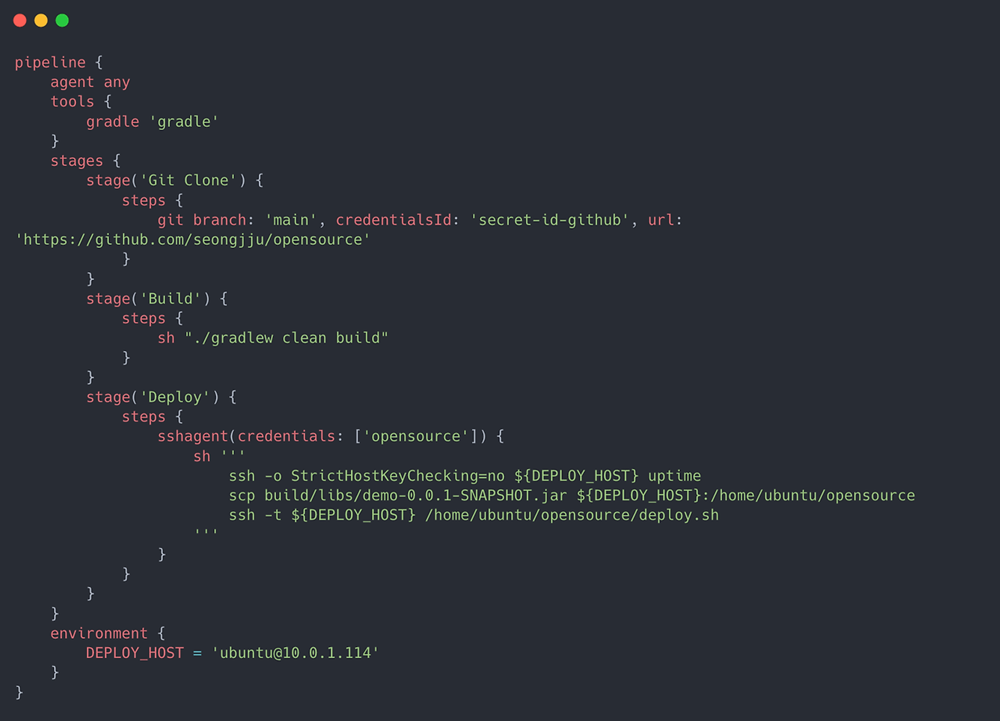 pipeline {
    agent any
    tools {
        gradle 'gradle'
    }
    stages {
        stage('Git Clone') {
            steps {
                git branch: 'main', credentialsId: 'secret-id-github', url:
'https://github.com/seongjju/opensource'
            }
        }
        stage('Build') {
            steps {
                sh "./gradlew clean build"
            }
        }
        stage('Deploy') {
            steps {
                sshagent(credentials: ['opensource']) {
                    sh '''
                        ssh -o StrictHostKeyChecking=no ${DEPLOY_HOST} uptime
                        scp build/libs/demo-0.0.1-SNAPSHOT.jar ${DEPLOY_HOST}:/home/ubuntu/opensource
                        ssh -t ${DEPLOY_HOST} /home/ubuntu/opensource/deploy.sh
                    '''
                }
            }
        }
    }
    environment {
        DEPLOY_HOST = 'ubuntu@10.0.1.114'
    }
}